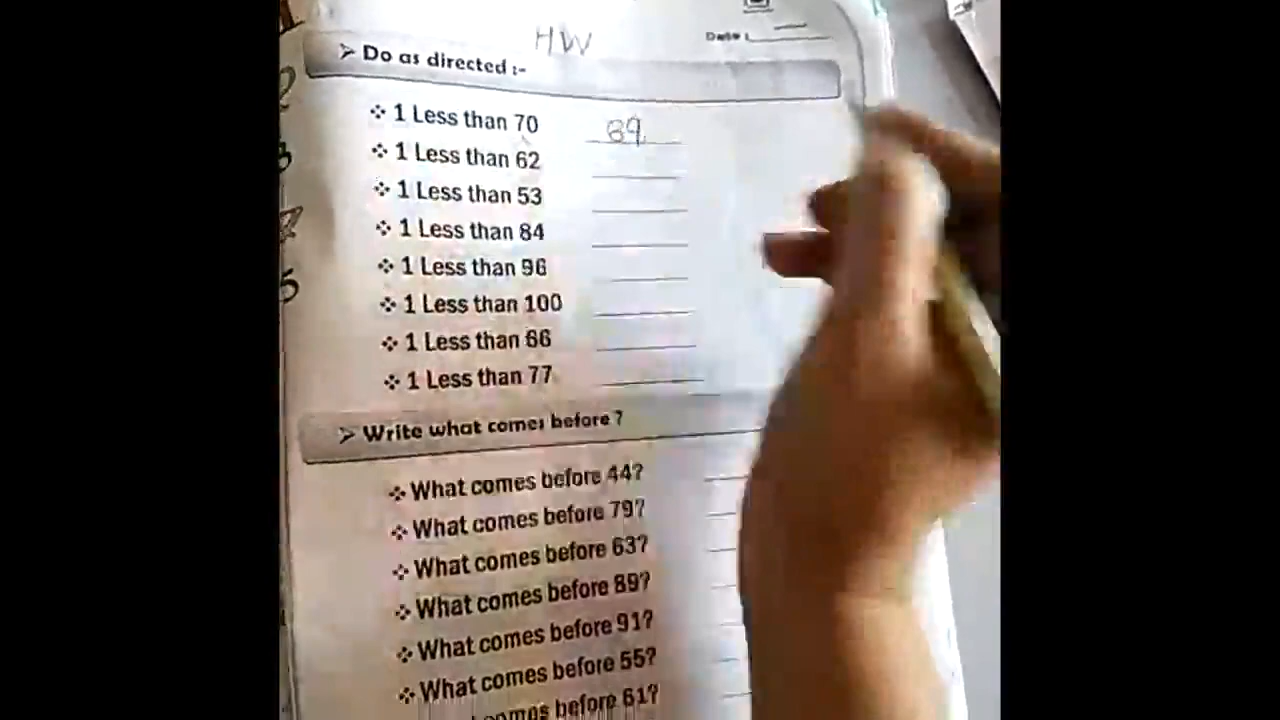 HW
Date:
➢ Do as directed :-
❖ 1 Less than 70 69
❖ 1 Less than 62
❖ 1 Less than 53
❖ 1 Less than 84
❖ 1 Less than 96
❖ 1 Less than 100
❖ 1 Less than 66
❖ 1 Less than 77
➢ Write what comes before ?
❖ What comes before 44?
❖ What comes before 79?
❖ What comes before 63?
❖ What comes before 89?
❖ What comes before 91?
❖ What comes before 55?
before 61?